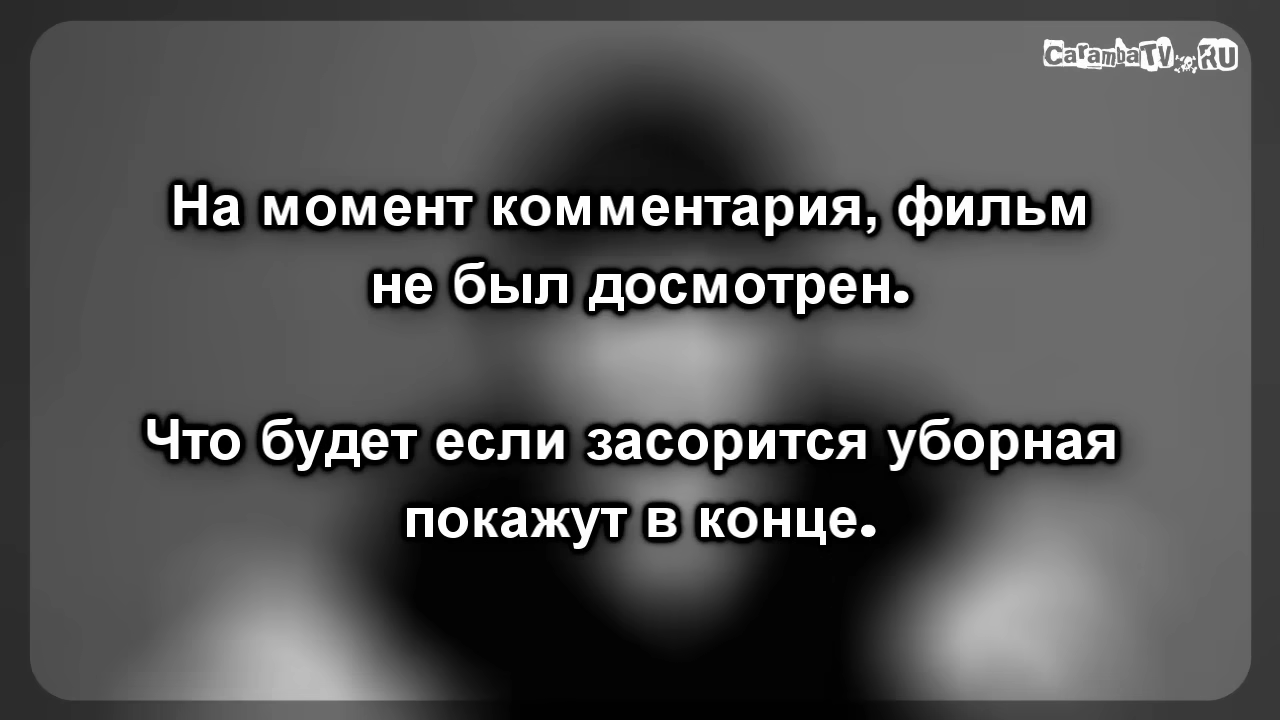 CarambaTV.RU
На момент комментария, фильм
не был досмотрен.
Что будет если засорится уборная
покажут в конце.